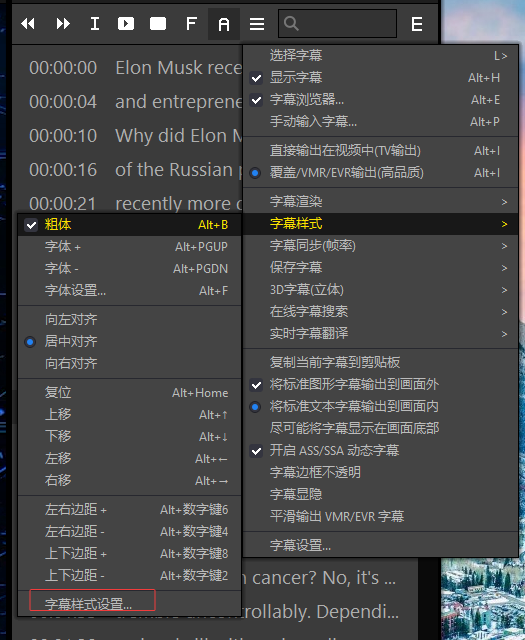 I F A E
00:00:00 Elon Musk rece
00:00:04 and entreprene
00:00:10 Why did Elon M
00:00:16 of the Russian
00:00:21 recently more
选择字幕 L>
显示字幕 Alt+H
字幕浏览器... Alt+E
手动输入字幕... Alt+P
直接输出在视频中(TV输出) Alt+I
覆盖/VMR/EVR输出(高品质) Alt+I
字幕渲染 >
字幕样式 >
字幕同步(帧率) >
保存字幕 >
3D字幕(立体) >
在线字幕搜索 >
实时字幕翻译 >
复制当前字幕到剪贴板
将标准图形字幕输出到画面外
将标准文本字幕输出到画面内
尽可能将字幕显示在画面底部
开启 ASS/SSA 动态字幕
字幕边框不透明
字幕显隐
平滑输出 VMR/EVR 字幕
字幕设置...
粗体 Alt+B
字体 + Alt+PGUP
字体 - Alt+PGDN
字体设置... Alt+F
向左对齐
居中对齐
向右对齐
复位 Alt+Home
上移 Alt+↑
下移 Alt+↓
左移 Alt+←
右移 Alt+→
左右边距 + Alt+数字键6
左右边距 - Alt+数字键4
上下边距 + Alt+数字键8
上下边距 - Alt+数字键2
字幕样式设置...
cancer? No, it's ...
rollably. Dependi...